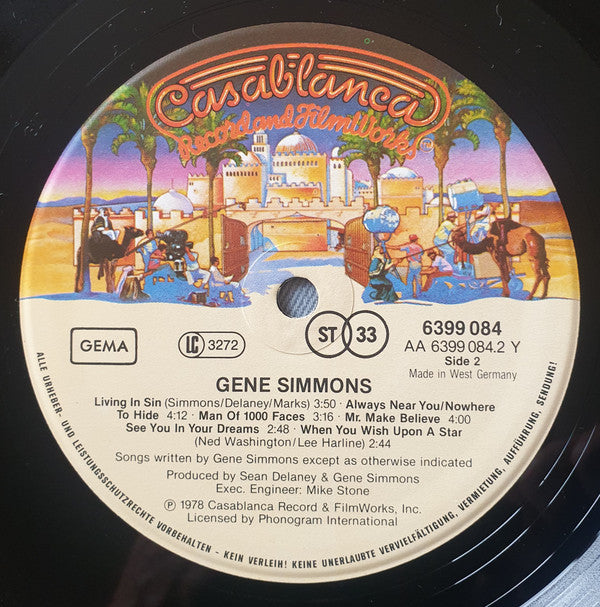 Casablanca
Record and FilmWorks
GEMA
LC 3272
ST 33
6399 084
AA 6399 084.2 Y
Side 2
Made in West Germany
GENE SIMMONS
Living In Sin (Simmons/Delaney/Marks) 3:50 · Always Near You/Nowhere
To Hide · 4:12 · Man Of 1000 Faces · 3:16 · Mr. Make Believe · 4:00
See You In Your Dreams · 2:48 · When You Wish Upon A Star
(Ned Washington/Lee Harline) 2:44
Songs written by Gene Simmons except as otherwise indicated
Produced by Sean Delaney & Gene Simmons
Exec. Engineer: Mike Stone
℗ 1978 Casablanca Record & FilmWorks, Inc.
Licensed by Phonogram International
ALLE URHEBER- UND LEISTUNGSSCHUTZRECHTE VORBEHALTEN - KEIN VERLEIH! KEINE UNERLAUBTE VERVIELFÄLTIGUNG, VERMIETUNG, AUFFÜHRUNG, SENDUNG!